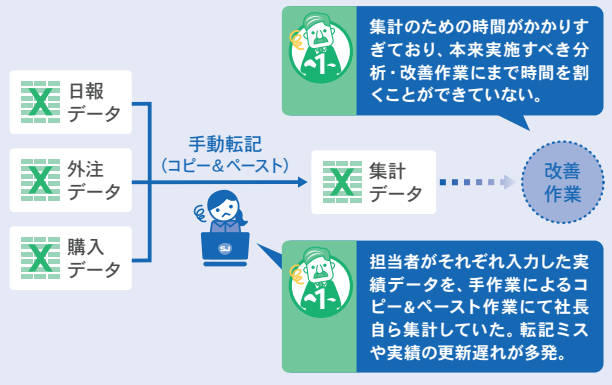 集計のための時間がかかりす
ぎており、本来実施すべき分
析・改善作業にまで時間を割
くことができていない。
~1~
日報
データ
外注
データ
購入
データ
手動転記
(コピー&ペースト)
集計
データ
改善
作業
SJ
~1~
担当者がそれぞれ入力した実
績データを、手作業によるコ
ピー&ペースト作業にて社長
自ら集計していた。転記ミス
や実績の更新遅れが多発。
X
X
X
X